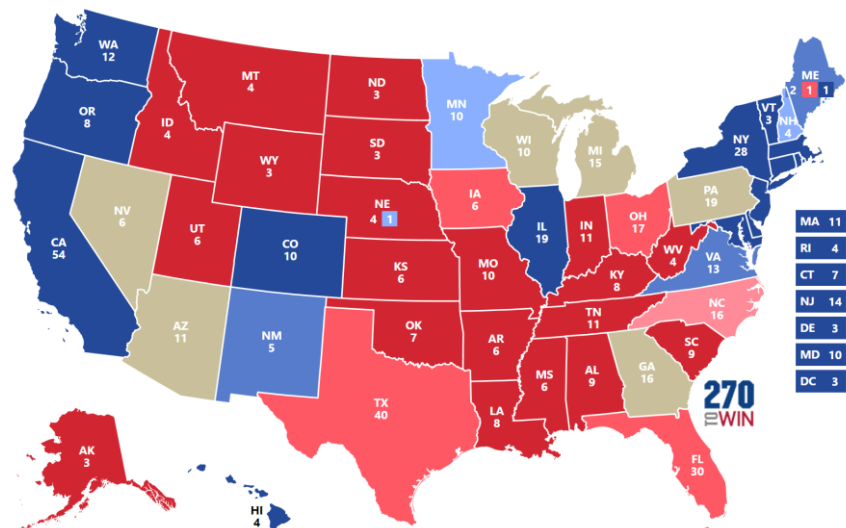 WA
12
OR
8
CA
54
NV
6
ID
4
MT
4
WY
3
UT
6
AZ
11
CO
10
NM
5
ND
3
SD
3
NE
4 1
KS
6
OK
7
TX
40
MN
10
IA
6
MO
10
AR
6
LA
8
WI
10
IL
19
MI
15
IN
11
OH
17
KY
8
TN
11
MS
6
AL
9
GA
16
FL
30
SC
9
NC
16
VA
13
WV
4
PA
19
NY
28
VT
3
NH
4
ME
2 1 1
MA 11
RI 4
CT 7
NJ 14
DE 3
MD 10
DC 3
AK
3
HI
4
270
TO WIN